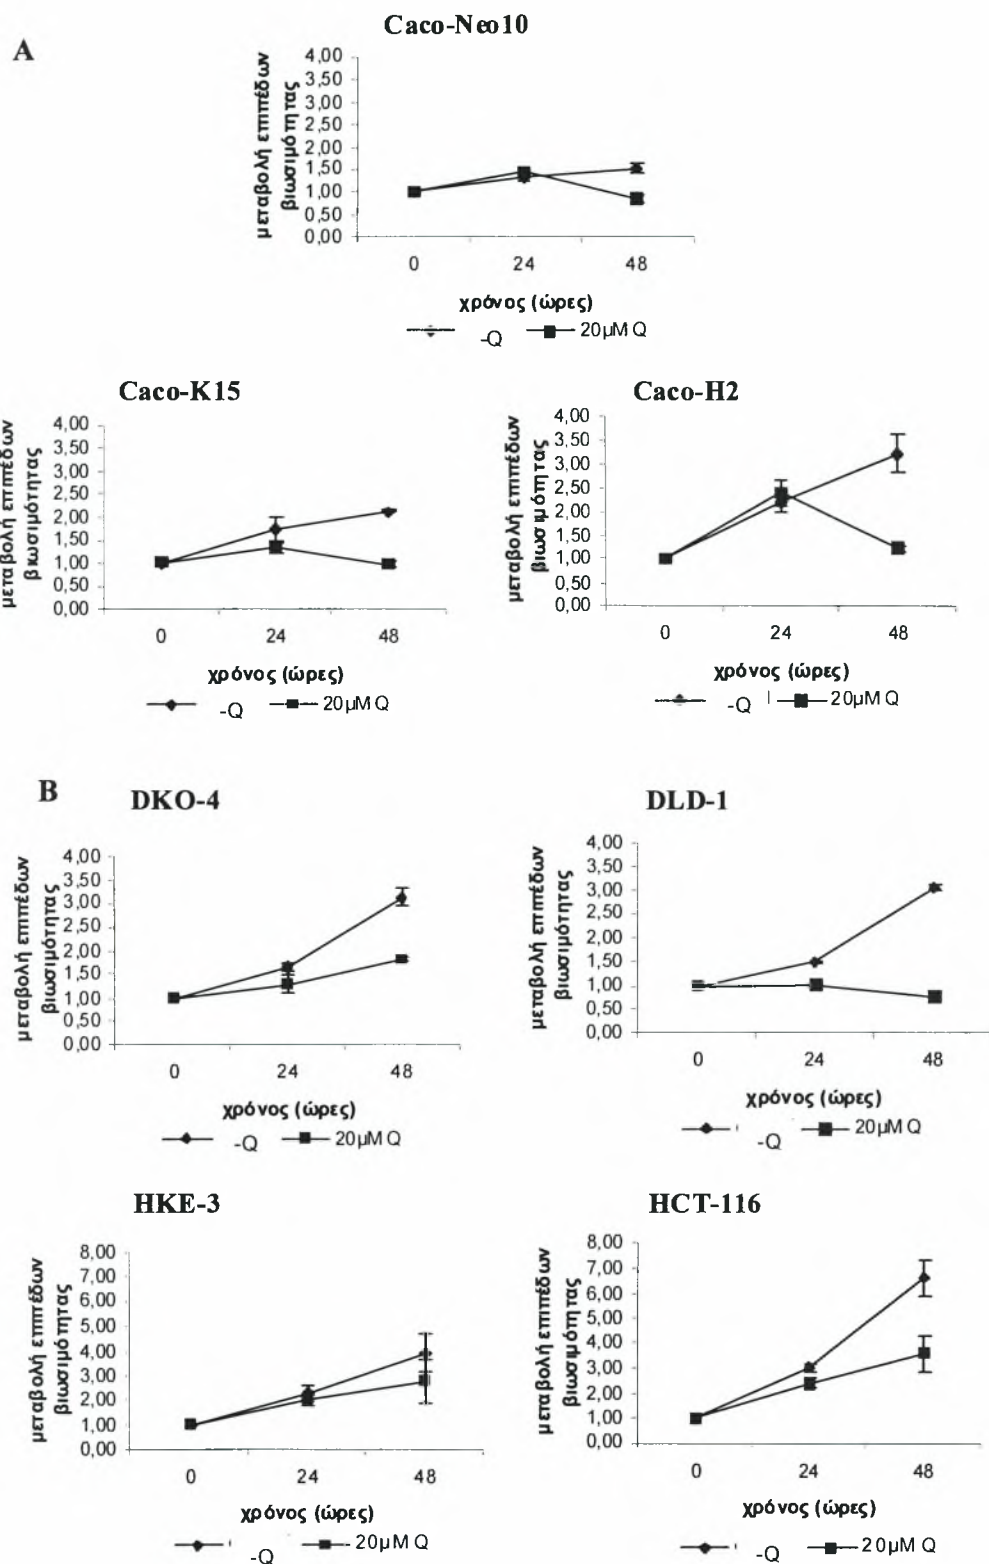 A
Caco-Neo10
μεταβολή επιπέδων
βιωσιμότητας
4,00
3,50
3,00
2,50
2,00
1,50
1,00
0,50
0,00
0 24 48
χρόνος (ώρες)
-Q 20μM Q
Caco-K15
μεταβολή επιπέδων
βιωσιμότητας
4,00
3,50
3,00
2,50
2,00
1,50
1,00
0,50
0,00
0 24 48
χρόνος (ώρες)
-Q 20μM Q
Caco-H2
μεταβολή επιπέδων
βιωσιμότητας
4,00
3,50
3,00
2,50
2,00
1,50
1,00
0,50
0,00
0 24 48
χρόνος (ώρες)
-Q 20μM Q
B
DKO-4
μεταβολή επιπέδων
βιωσιμότητας
4,00
3,50
3,00
2,50
2,00
1,50
1,00
0,50
0,00
0 24 48
χρόνος (ώρες)
-Q 20μM Q
DLD-1
μεταβολή επιπέδων
βιωσιμότητας
4,00
3,50
3,00
2,50
2,00
1,50
1,00
0,50
0,00
0 24 48
χρόνος (ώρες)
-Q 20μM Q
HKE-3
μεταβολή επιπέδων
βιωσιμότητας
8,00
7,00
6,00
5,00
4,00
3,00
2,00
1,00
0,00
0 24 48
χρόνος (ώρες)
-Q 20μM Q
HCT-116
μεταβολή επιπέδων
βιωσιμότητας
8,00
7,00
6,00
5,00
4,00
3,00
2,00
1,00
0,00
0 24 48
χρόνος (ώρες)
-Q 20μM Q